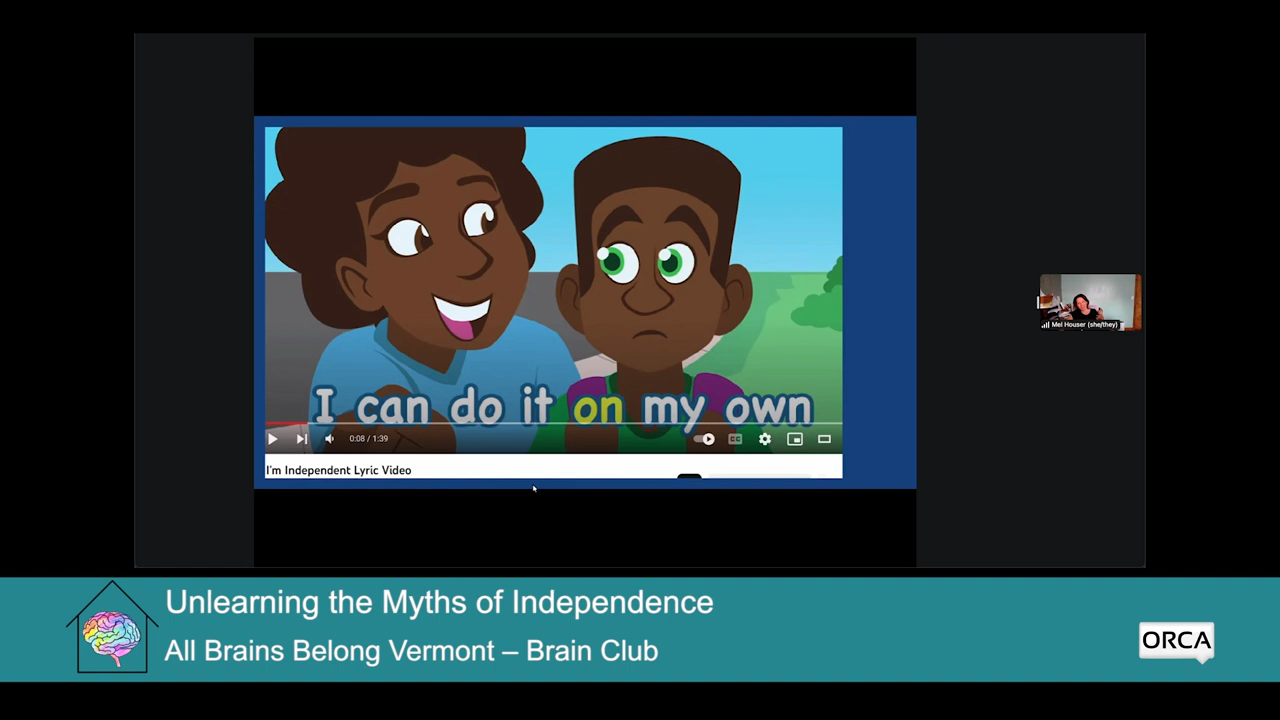 I can do it on my own
0:08 / 1:39
CC
I'm Independent Lyric Video
Mel Houser (she/they)
Unlearning the Myths of Independence
All Brains Belong Vermont – Brain Club
ORCA